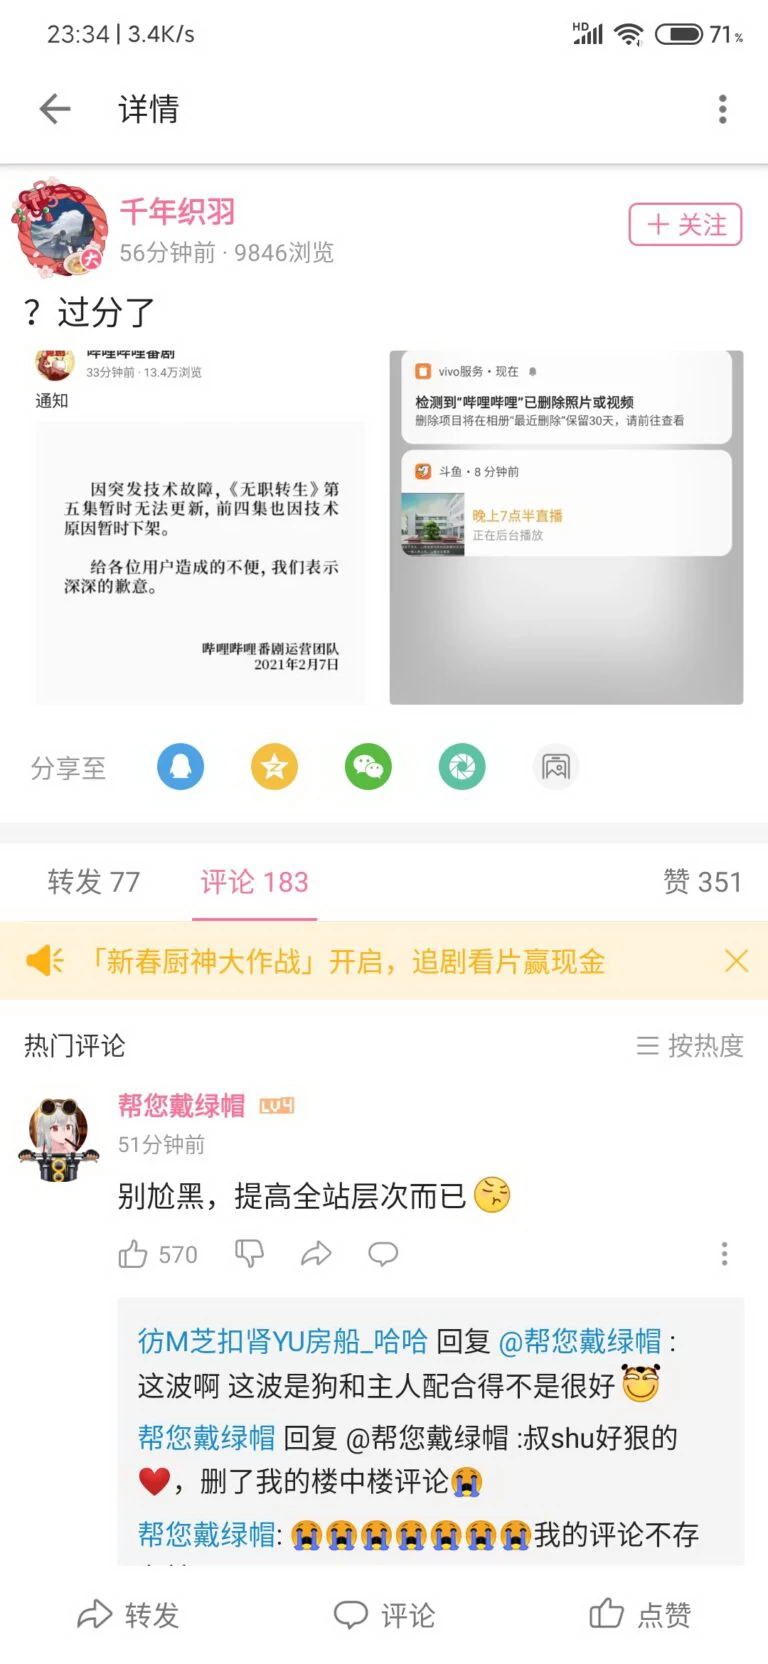 23:34 | 3.4K/s
HD
71%
详情
千年织羽
56分钟前 · 9846浏览
+ 关注
？过分了
哔哩哔哩番剧
33分钟前 · 13.4万浏览
通知
因突发技术故障，《无职转生》第
五集暂时无法更新，前四集也因技术
原因暂时下架。
给各位用户造成的不便，我们表示
深深的歉意。
哔哩哔哩番剧运营团队
2021年2月7日
vivo服务 · 现在
检测到"哔哩哔哩"已删除照片或视频
删除项目将在相册"最近删除"保留30天，请前往查看
斗鱼 · 8 分钟前
晚上7点半直播
正在后台播放
分享至
转发 77
评论 183
赞 351
「新春厨神大作战」开启，追剧看片赢现金
热门评论
按热度
帮您戴绿帽 LV4
51分钟前
别尬黑，提高全站层次而已
570
彷M芝扣肾YU房船_哈哈 回复 @帮您戴绿帽 :
这波啊 这波是狗和主人配合得不是很好
帮您戴绿帽 回复 @帮您戴绿帽 :叔shu好狠的
❤️，删了我的楼中楼评论😭
帮您戴绿帽: 😭😭😭😭😭😭😭我的评论不存
转发
评论
点赞